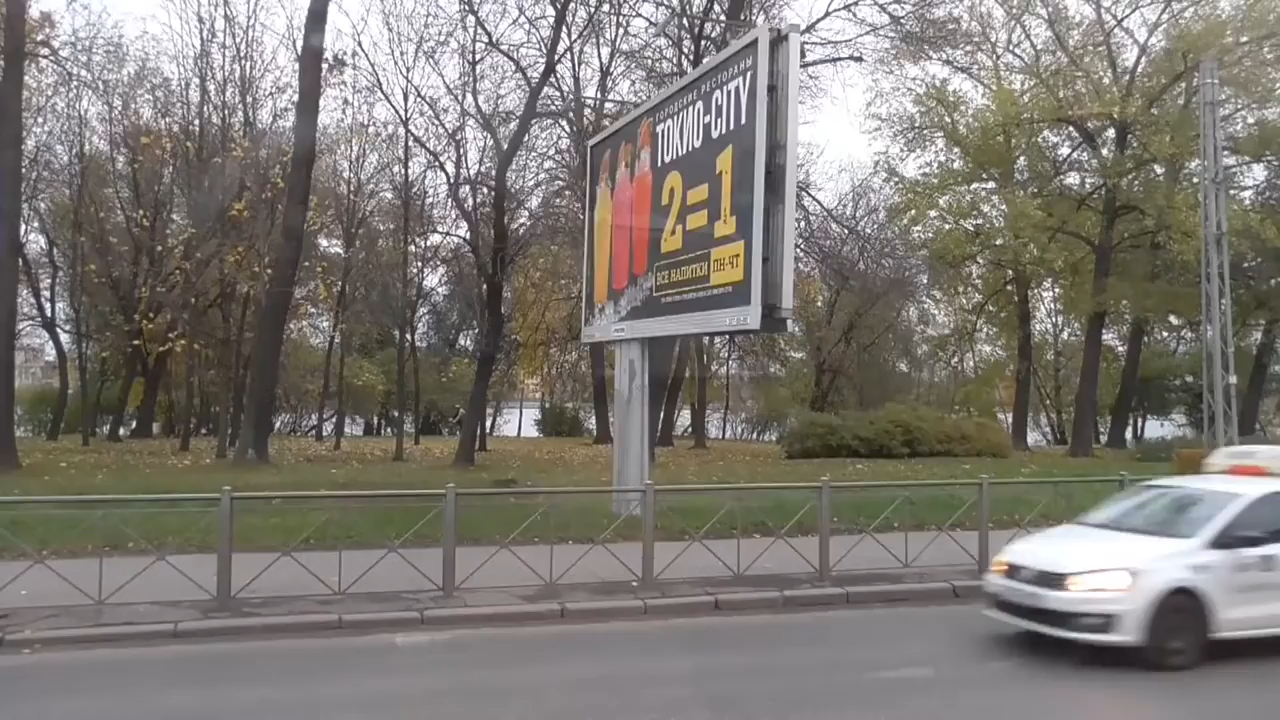 ГОРОДСКИЕ РЕСТОРАНЫ
ТОКИО-CITY
2=1
ВСЕ НАПИТКИ ПН-ЧТ